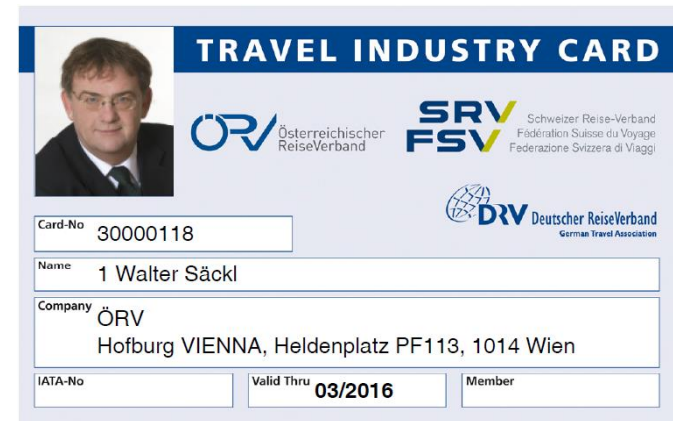 TRAVEL INDUSTRY CARD
ÖRV Österreichischer
ReiseVerband
SRV
FSV
Schweizer Reise-Verband
Fédération Suisse du Voyage
Federazione Svizzera di Viaggi
DRV Deutscher ReiseVerband
German Travel Association
Card-No 30000118
Name 1 Walter Säckl
Company ÖRV
Hofburg VIENNA, Heldenplatz PF113, 1014 Wien
IATA-No
Valid Thru 03/2016
Member